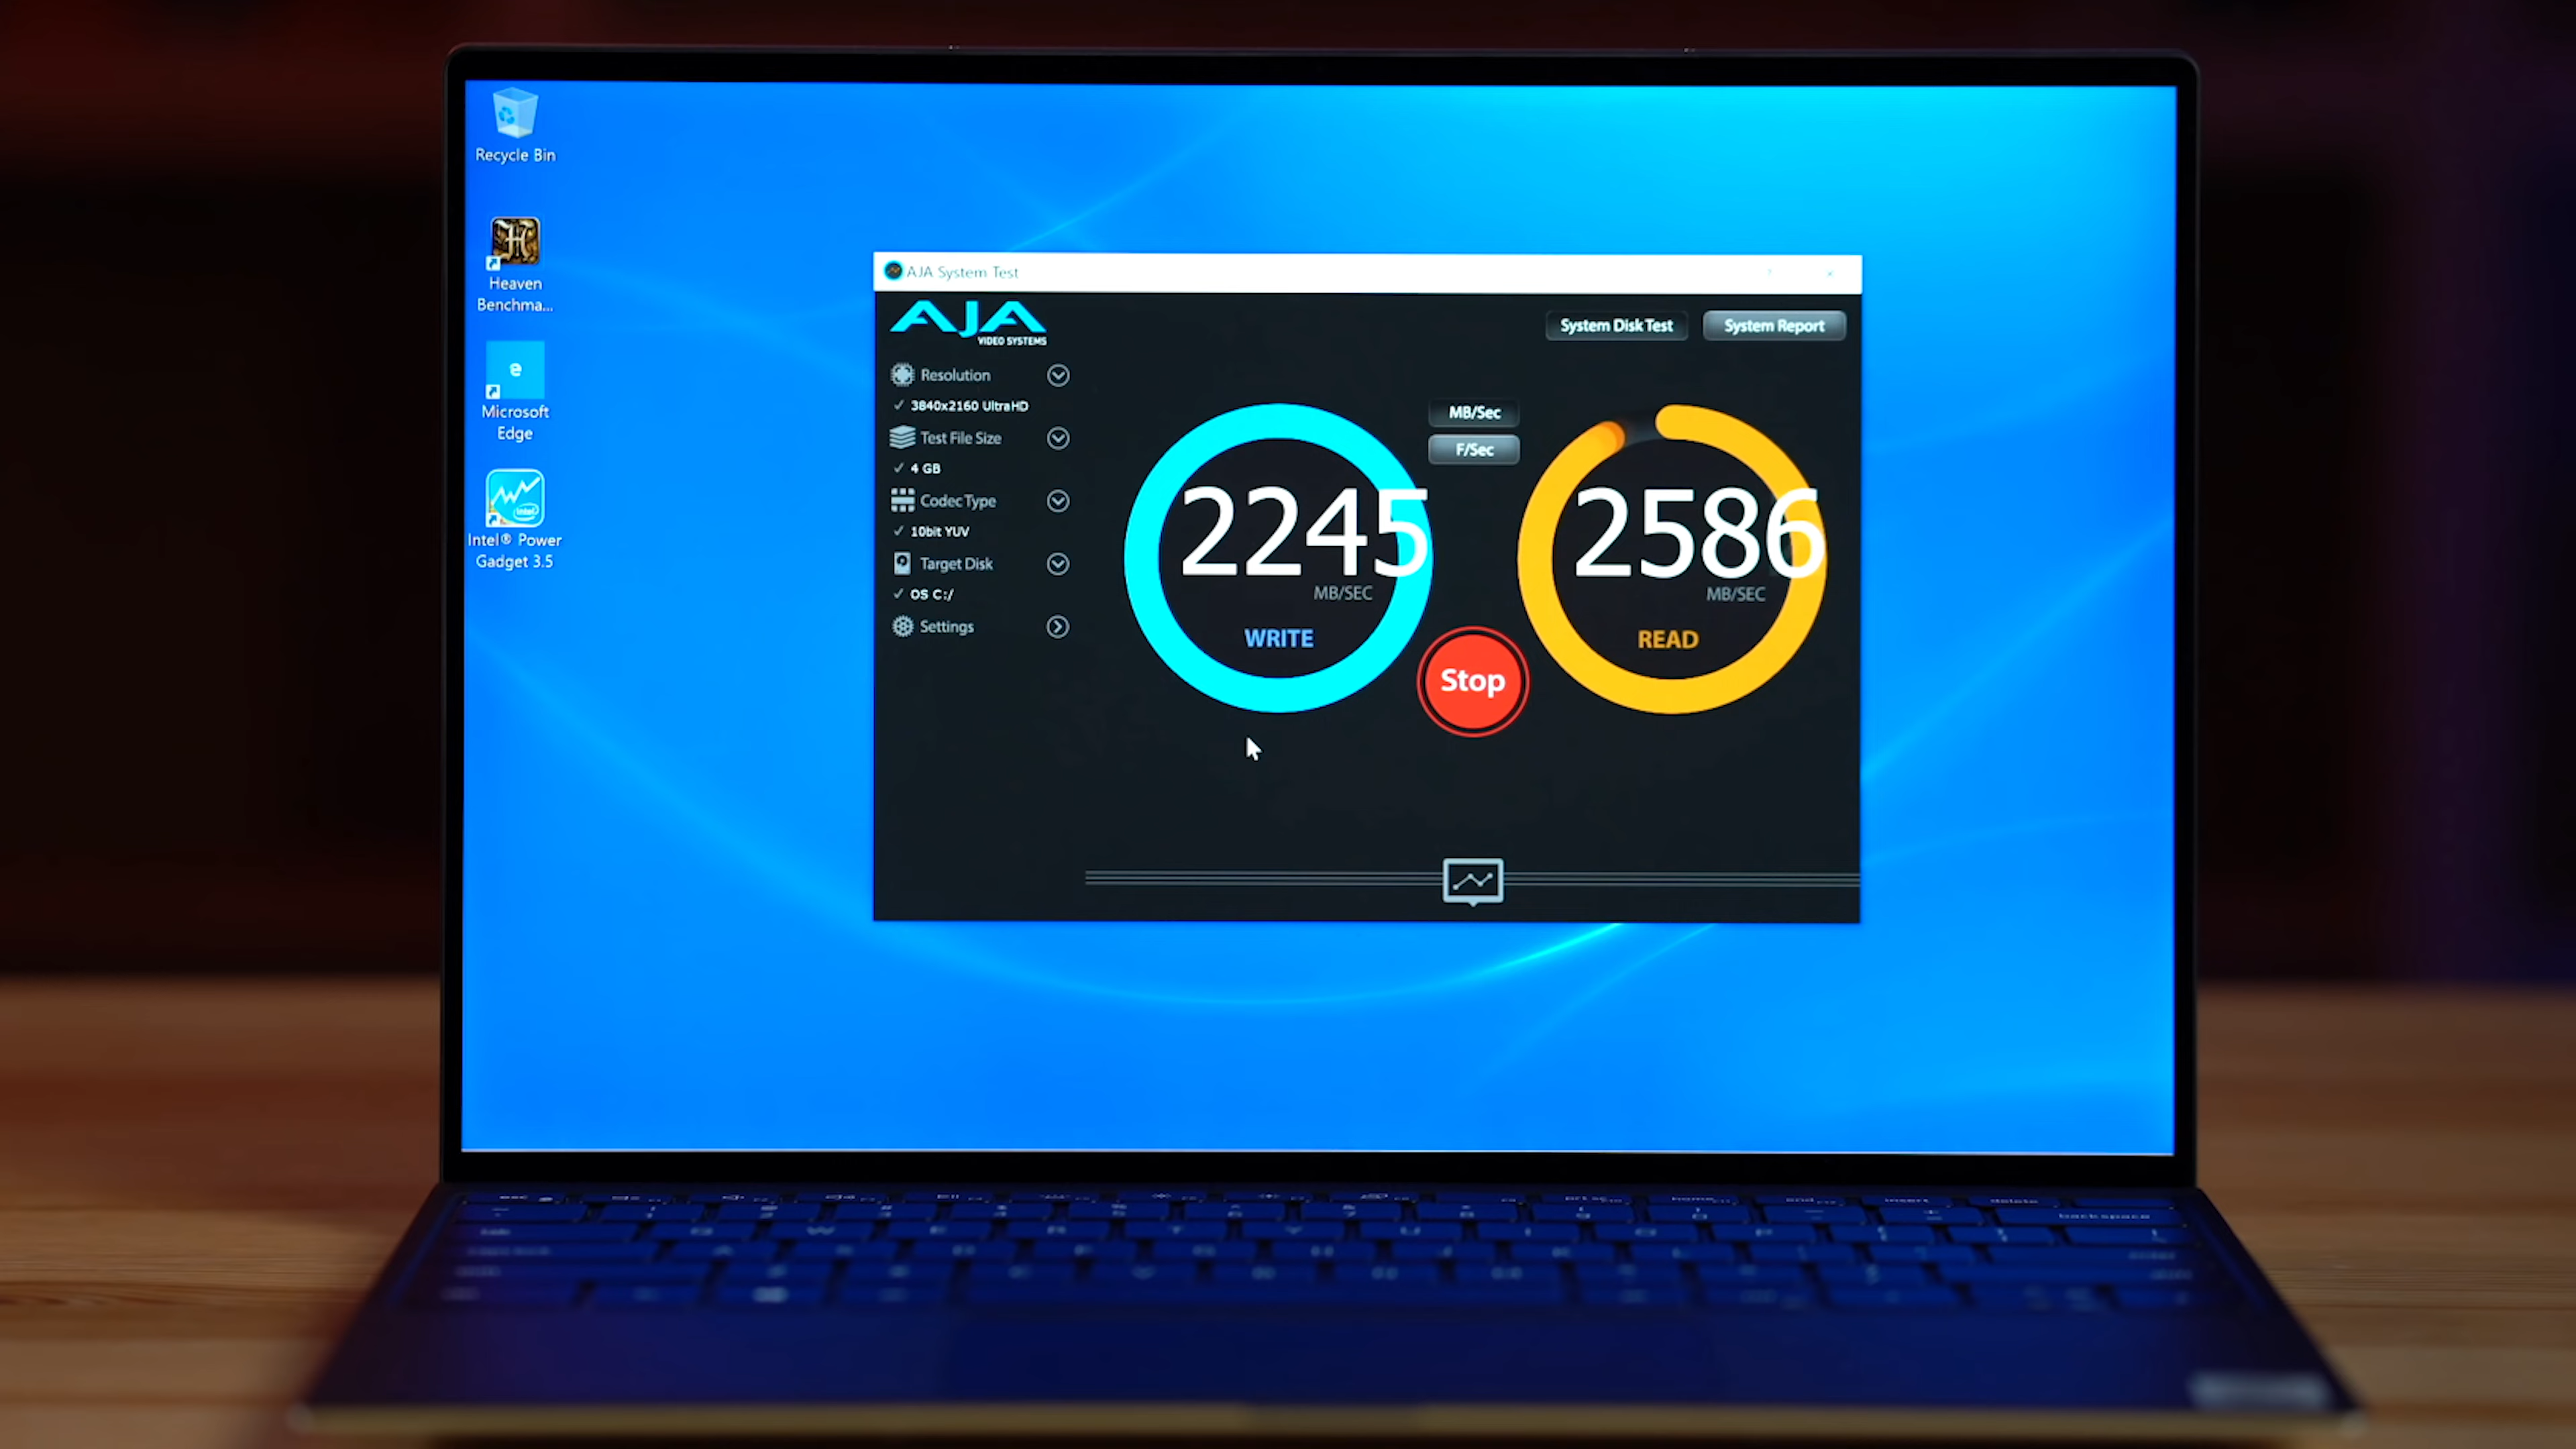 Recycle Bin
Heaven
Benchma...
e
Microsoft
Edge
intel
Intel® Power
Gadget 3.5
AJA System Test
AJA
VIDEO SYSTEMS
System Disk Test
System Report
Resolution
✓ 3840x2160 UltraHD
Test File Size
✓ 4 GB
Codec Type
✓ 10bit YUV
Target Disk
✓ OS C:/
Settings
MB/Sec
F/Sec
2245
MB/SEC
WRITE
2586
MB/SEC
READ
Stop
backspace